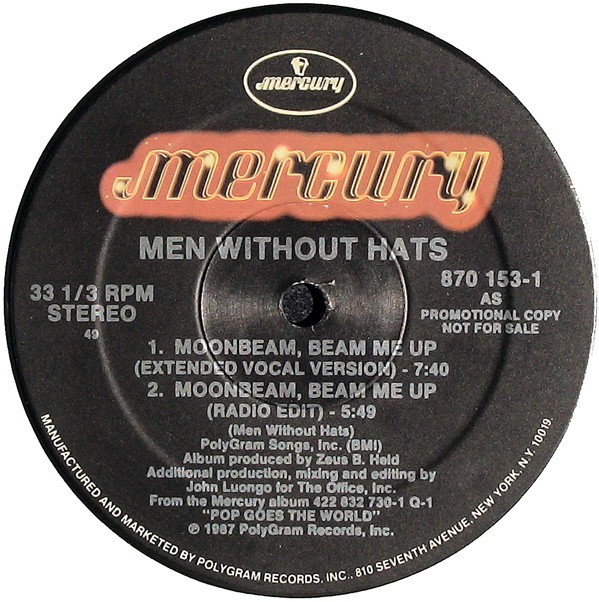 mercury
mercury
MEN WITHOUT HATS
33 1/3 RPM
STEREO
49
870 153-1
AS
PROMOTIONAL COPY
NOT FOR SALE
1. MOONBEAM, BEAM ME UP
(EXTENDED VOCAL VERSION) - 7:40
2. MOONBEAM, BEAM ME UP
(RADIO EDIT) - 5:49
(Men Without Hats)
PolyGram Songs, Inc. (BMI)
Album produced by Zeus B. Held
Additional production, mixing and editing by
John Luongo for The Office, Inc.
From the Mercury album 422 832 730-1 Q-1
"POP GOES THE WORLD"
℗ 1987 PolyGram Records, Inc.
MANUFACTURED AND MARKETED BY POLYGRAM RECORDS, INC., 810 SEVENTH AVENUE, NEW YORK, N.Y. 10019.